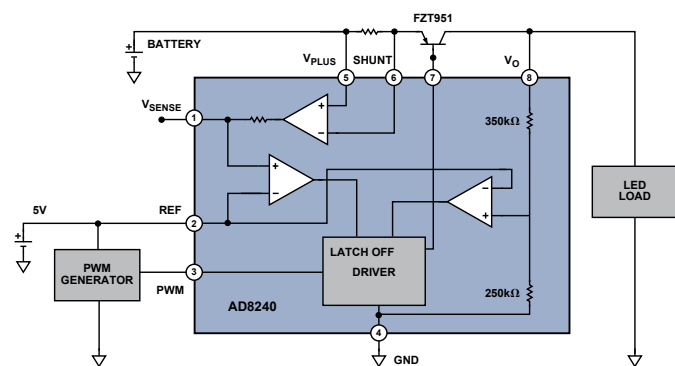 FZT951
+
BATTERY
VPLUS
SHUNT
VO
5
6
7
8
VSENSE
1
+
–
350kΩ
+
–
–
+
LED
LOAD
5V
+
REF
2
PWM
GENERATOR
PWM
3
LATCH OFF
DRIVER
250kΩ
AD8240
4
GND